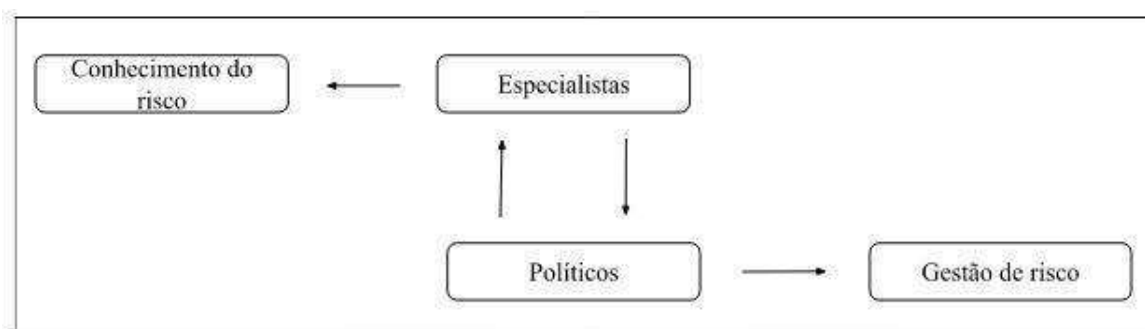 Conhecimento do
risco
Especialistas
Políticos
Gestão de risco